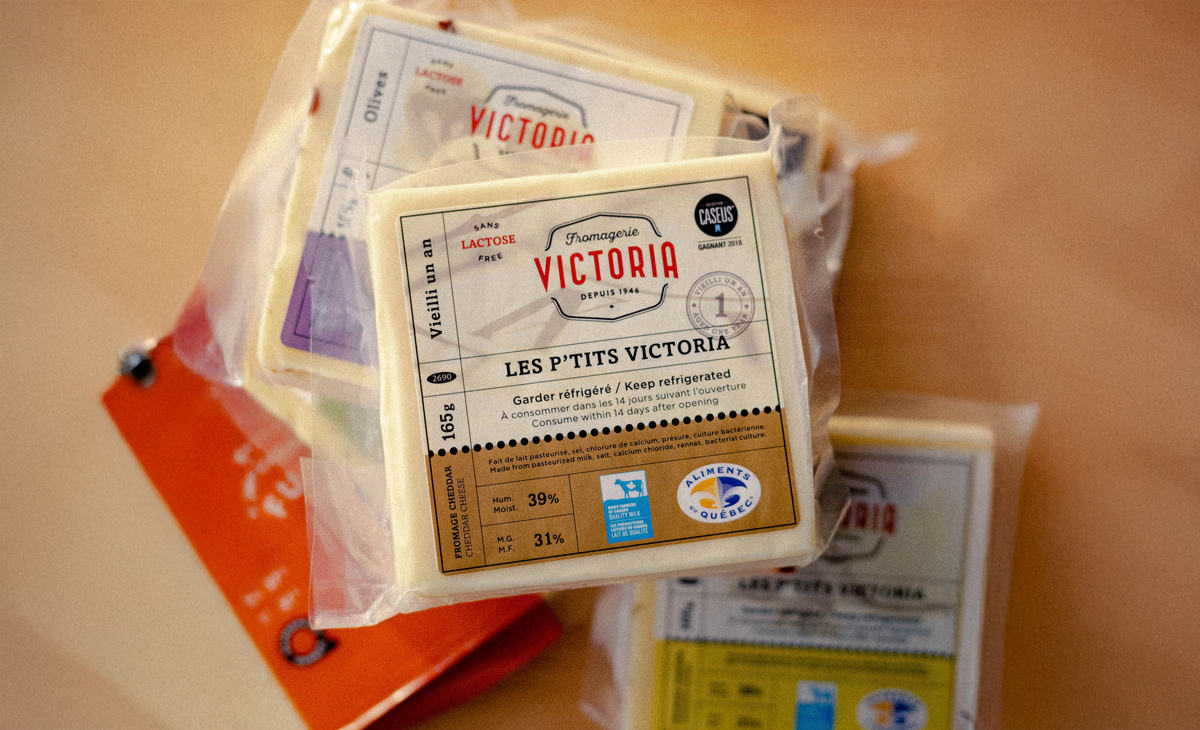 Olives
SANS
LACTOSE
FREE
Fromagerie
VICTORIA
Vieilli un an
SANS
LACTOSE
FREE
Fromagerie
VICTORIA
DEPUIS 1946
SÉLECTION
CASEUS
GAGNANT 2018
VIEILLI UN AN
1
AGED ONE YEAR
LES P'TITS VICTORIA
2690
165g
Garder réfrigéré / Keep refrigerated
À consommer dans les 14 jours suivant l'ouverture
Consume within 14 days after opening
Fait de lait pasteurisé, sel, chlorure de calcium, présure, culture bactérienne.
Made from pasteurized milk, salt, calcium chloride, rennet, bacterial culture.
FROMAGE CHEDDAR
CHEDDAR CHEESE
Hum.
Moist.
39%
M.G.
M.F.
31%
DAIRY FARMERS
OF CANADA
QUALITY MILK
LES PRODUCTEURS
LAITIERS DU CANADA
LAIT DE QUALITÉ
ALIMENTS
DU QUÉBEC
LES P'TITS VICTORIA